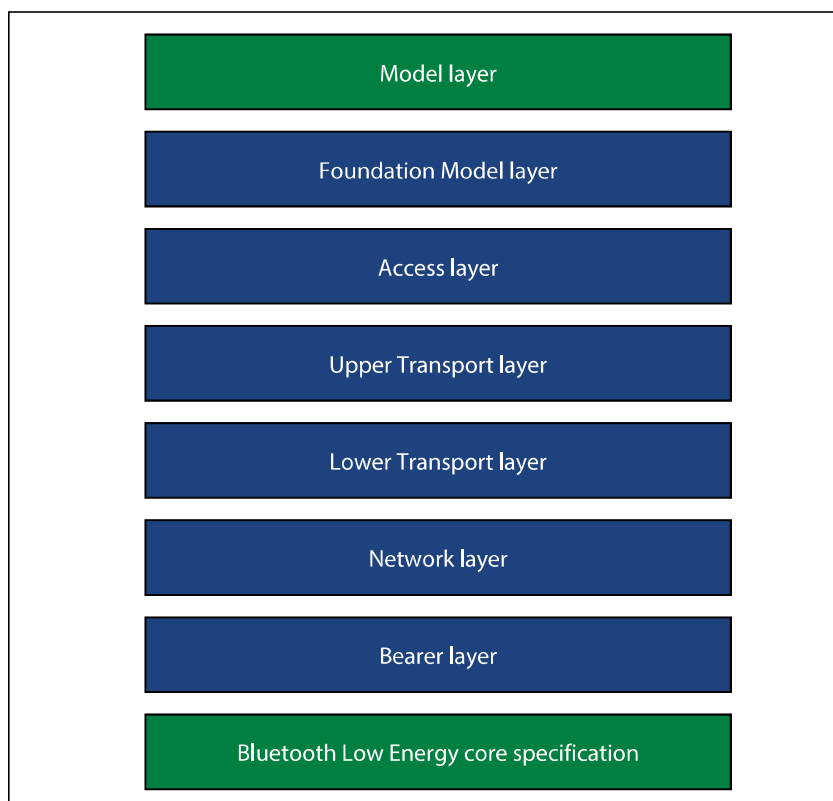 Model layer
Foundation Model layer
Access layer
Upper Transport layer
Lower Transport layer
Network layer
Bearer layer
Bluetooth Low Energy core specification